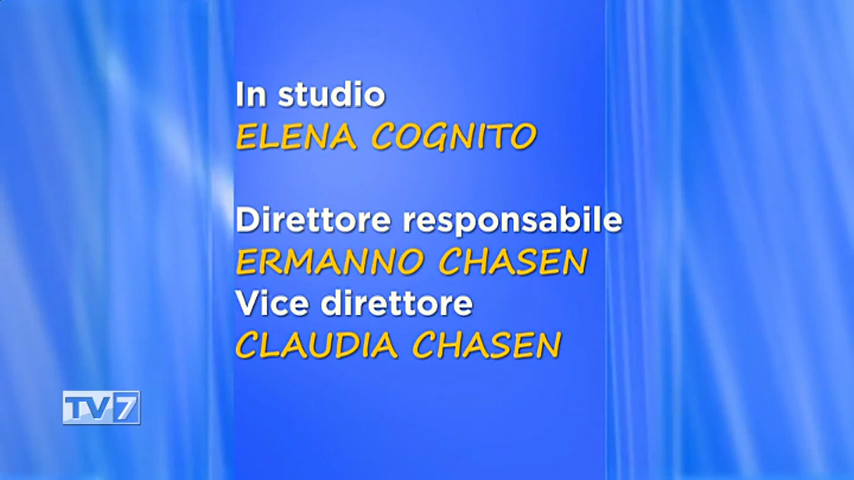 In studio
ELENA COGNITO
Direttore responsabile
ERMANNO CHASEN
Vice direttore
CLAUDIA CHASEN
TV7